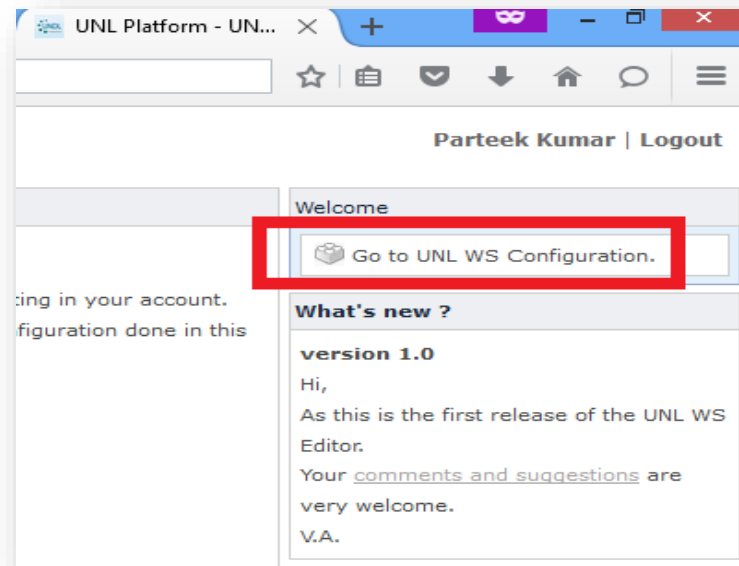 UNL Platform - UN...
Parteek Kumar | Logout
Welcome
Go to UNL WS Configuration.
ting in your account.
figuration done in this
What's new ?
version 1.0
Hi,
As this is the first release of the UNL WS
Editor.
Your comments and suggestions are
very welcome.
V.A.